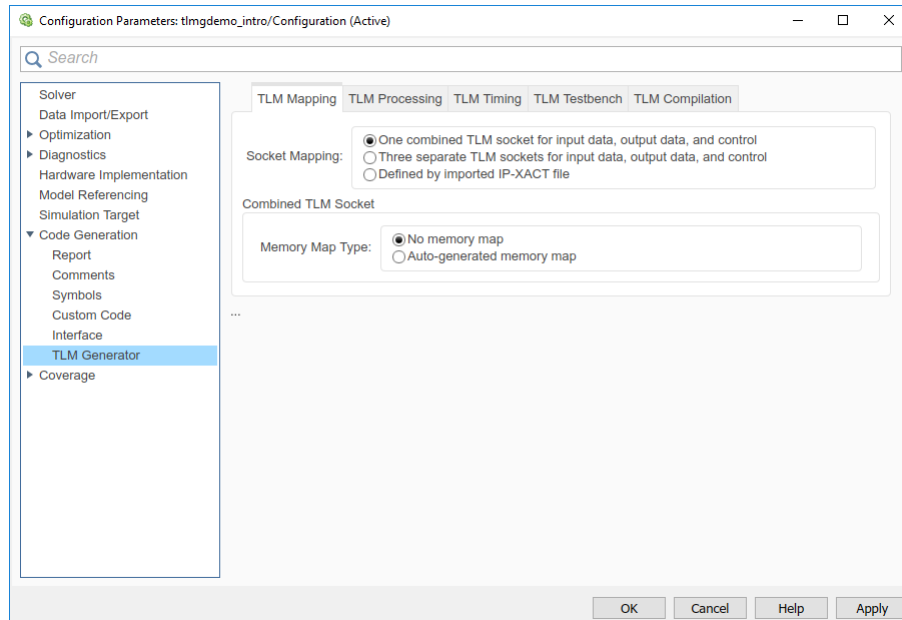 Configuration Parameters: tlmgdemo_intro/Configuration (Active)
Search
Solver
Data Import/Export
Optimization
Diagnostics
Hardware Implementation
Model Referencing
Simulation Target
Code Generation
Report
Comments
Symbols
Custom Code
Interface
TLM Generator
Coverage
TLM Mapping TLM Processing TLM Timing TLM Testbench TLM Compilation
Socket Mapping:
One combined TLM socket for input data, output data, and control
Three separate TLM sockets for input data, output data, and control
Defined by imported IP-XACT file
Combined TLM Socket
Memory Map Type:
No memory map
Auto-generated memory map
...
OK Cancel Help Apply